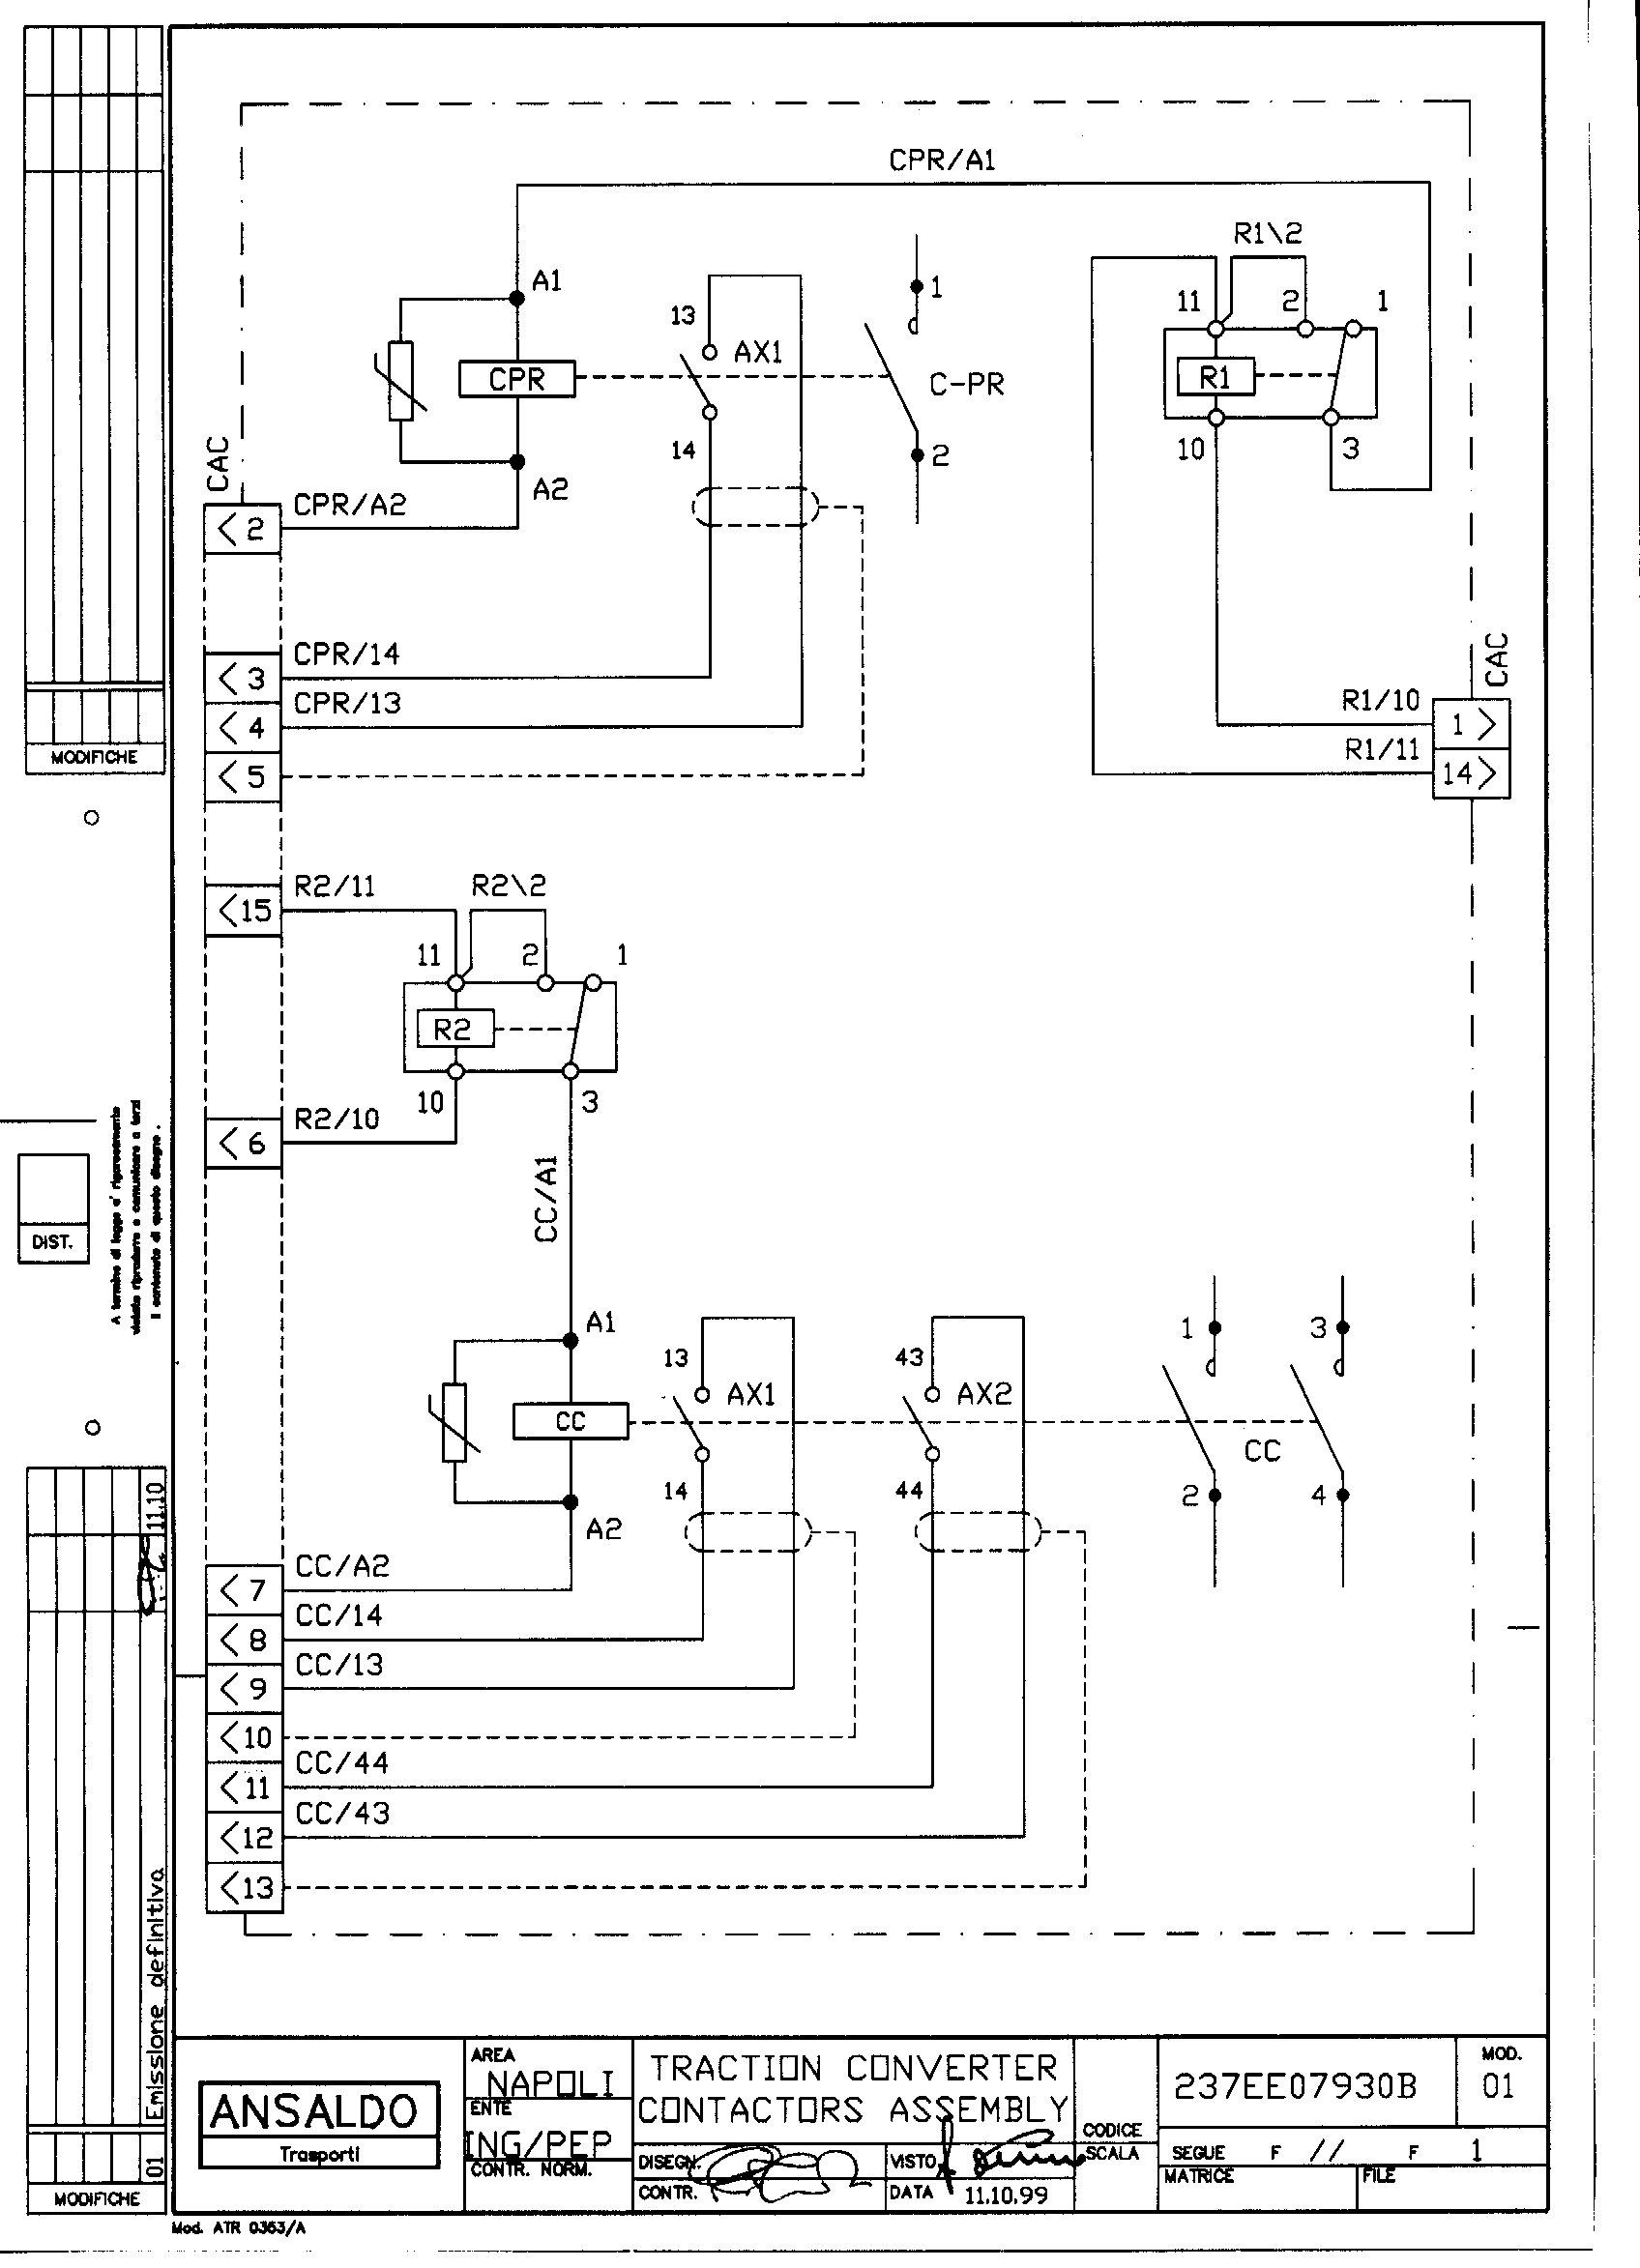 CPR/A1
R1\2
A1
13
AX1
1
11
2
1
CPR
C-PR
R1
14
2
10
3
CAC
A2
CPR/A2
<2
CPR/14
<3
CPR/13
<4
<5
CAC
R1/10
1>
R1/11
14>
MODIFICHE
R2/11
R2\2
<15
11
2
1
R2
10
3
R2/10
<6
CC/A1
DIST.
A termine di legge e' rigorosamente
vietato riprodurre o comunicare a terzi
il contenuto di questo disegno .
A1
13
AX1
43
AX2
1
3
CC
CC
14
44
2
4
A2
CC/A2
<7
CC/14
<8
CC/13
<9
<10
CC/44
<11
CC/43
<12
<13
11.10
Emissione definitiva
01
MODIFICHE
ANSALDO
Trasporti
AREA
NAPOLI
ENTE
ING/PEP
CONTR. NORM.
TRACTION CONVERTER
CONTACTORS ASSEMBLY
DISEGN.
CONTR.
VISTO
DATA 11.10.99
CODICE
SCALA
237EE07930B
MOD.
01
SEGUE F // F 1
MATRICE
FILE
Mod. ATR 0363/A